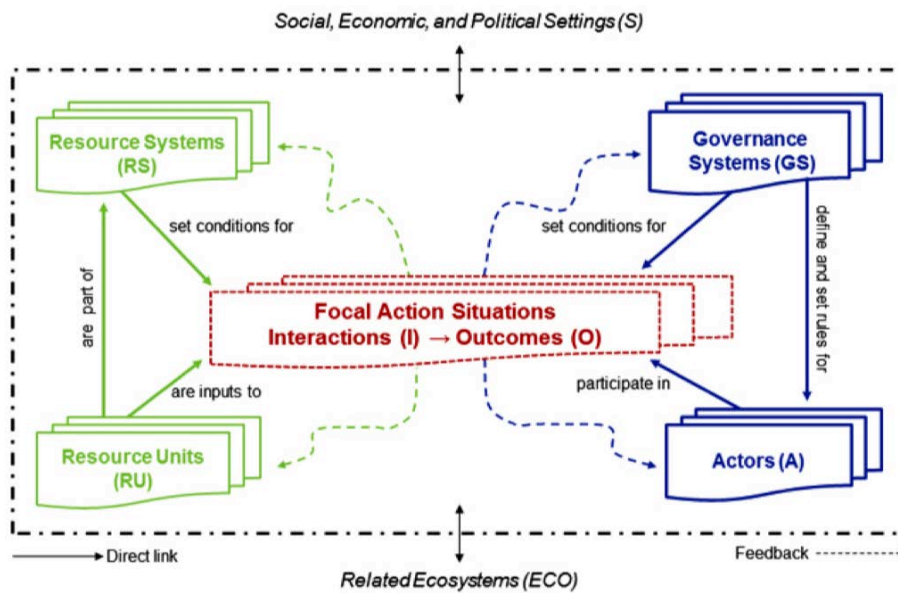 Social, Economic, and Political Settings (S)
Resource Systems
(RS)
Governance
Systems (GS)
set conditions for
set conditions for
are part of
define and set rules for
Focal Action Situations
Interactions (I) → Outcomes (O)
are inputs to
participate in
Resource Units
(RU)
Actors (A)
Direct link
Feedback
Related Ecosystems (ECO)